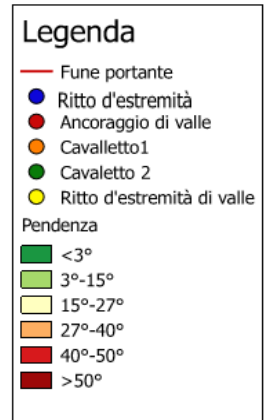 Legenda
Fune portante
Ritto d'estremità
Ancoraggio di valle
Cavalletto1
Cavaletto 2
Ritto d'estremità di valle
Pendenza
<3°
3°-15°
15°-27°
27°-40°
40°-50°
>50°